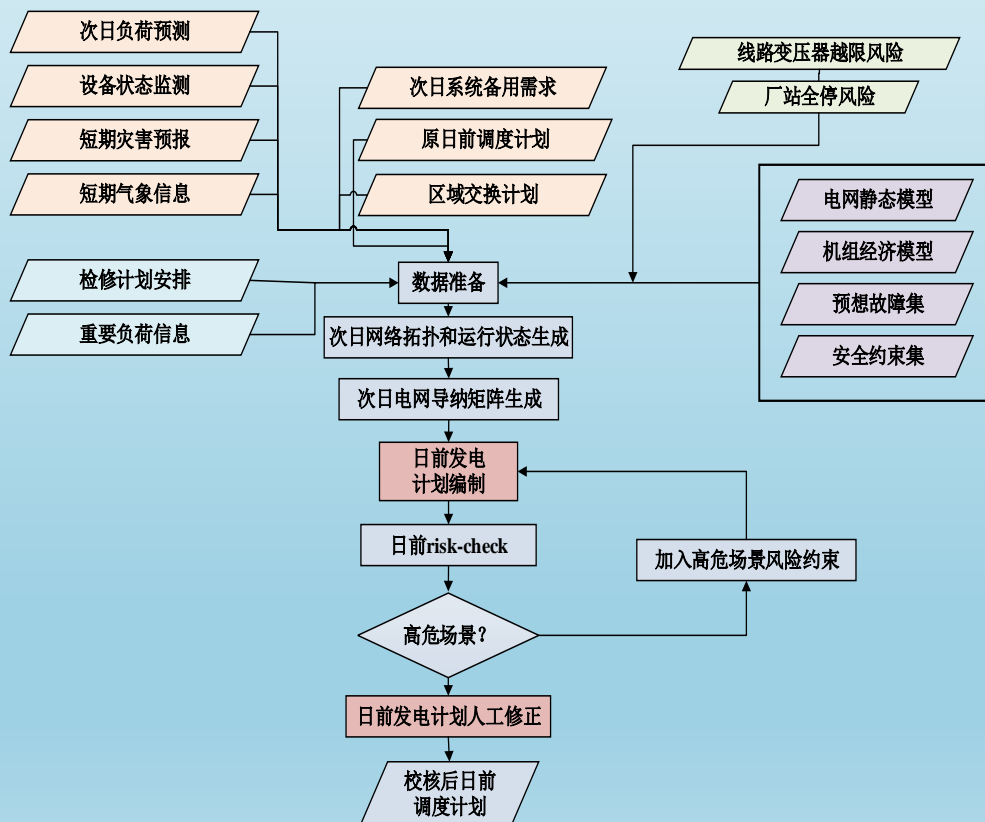 次日负荷预测
设备状态监测
短期灾害预报
短期气象信息
次日系统备用需求
原日前调度计划
区域交换计划
线路变压器越限风险
厂站全停风险
电网静态模型
机组经济模型
预想故障集
安全约束集
检修计划安排
重要负荷信息
数据准备
次日网络拓扑和运行状态生成
次日电网导纳矩阵生成
日前发电
计划编制
日前risk-check
加入高危场景风险约束
高危场景？
日前发电计划人工修正
校核后日前
调度计划